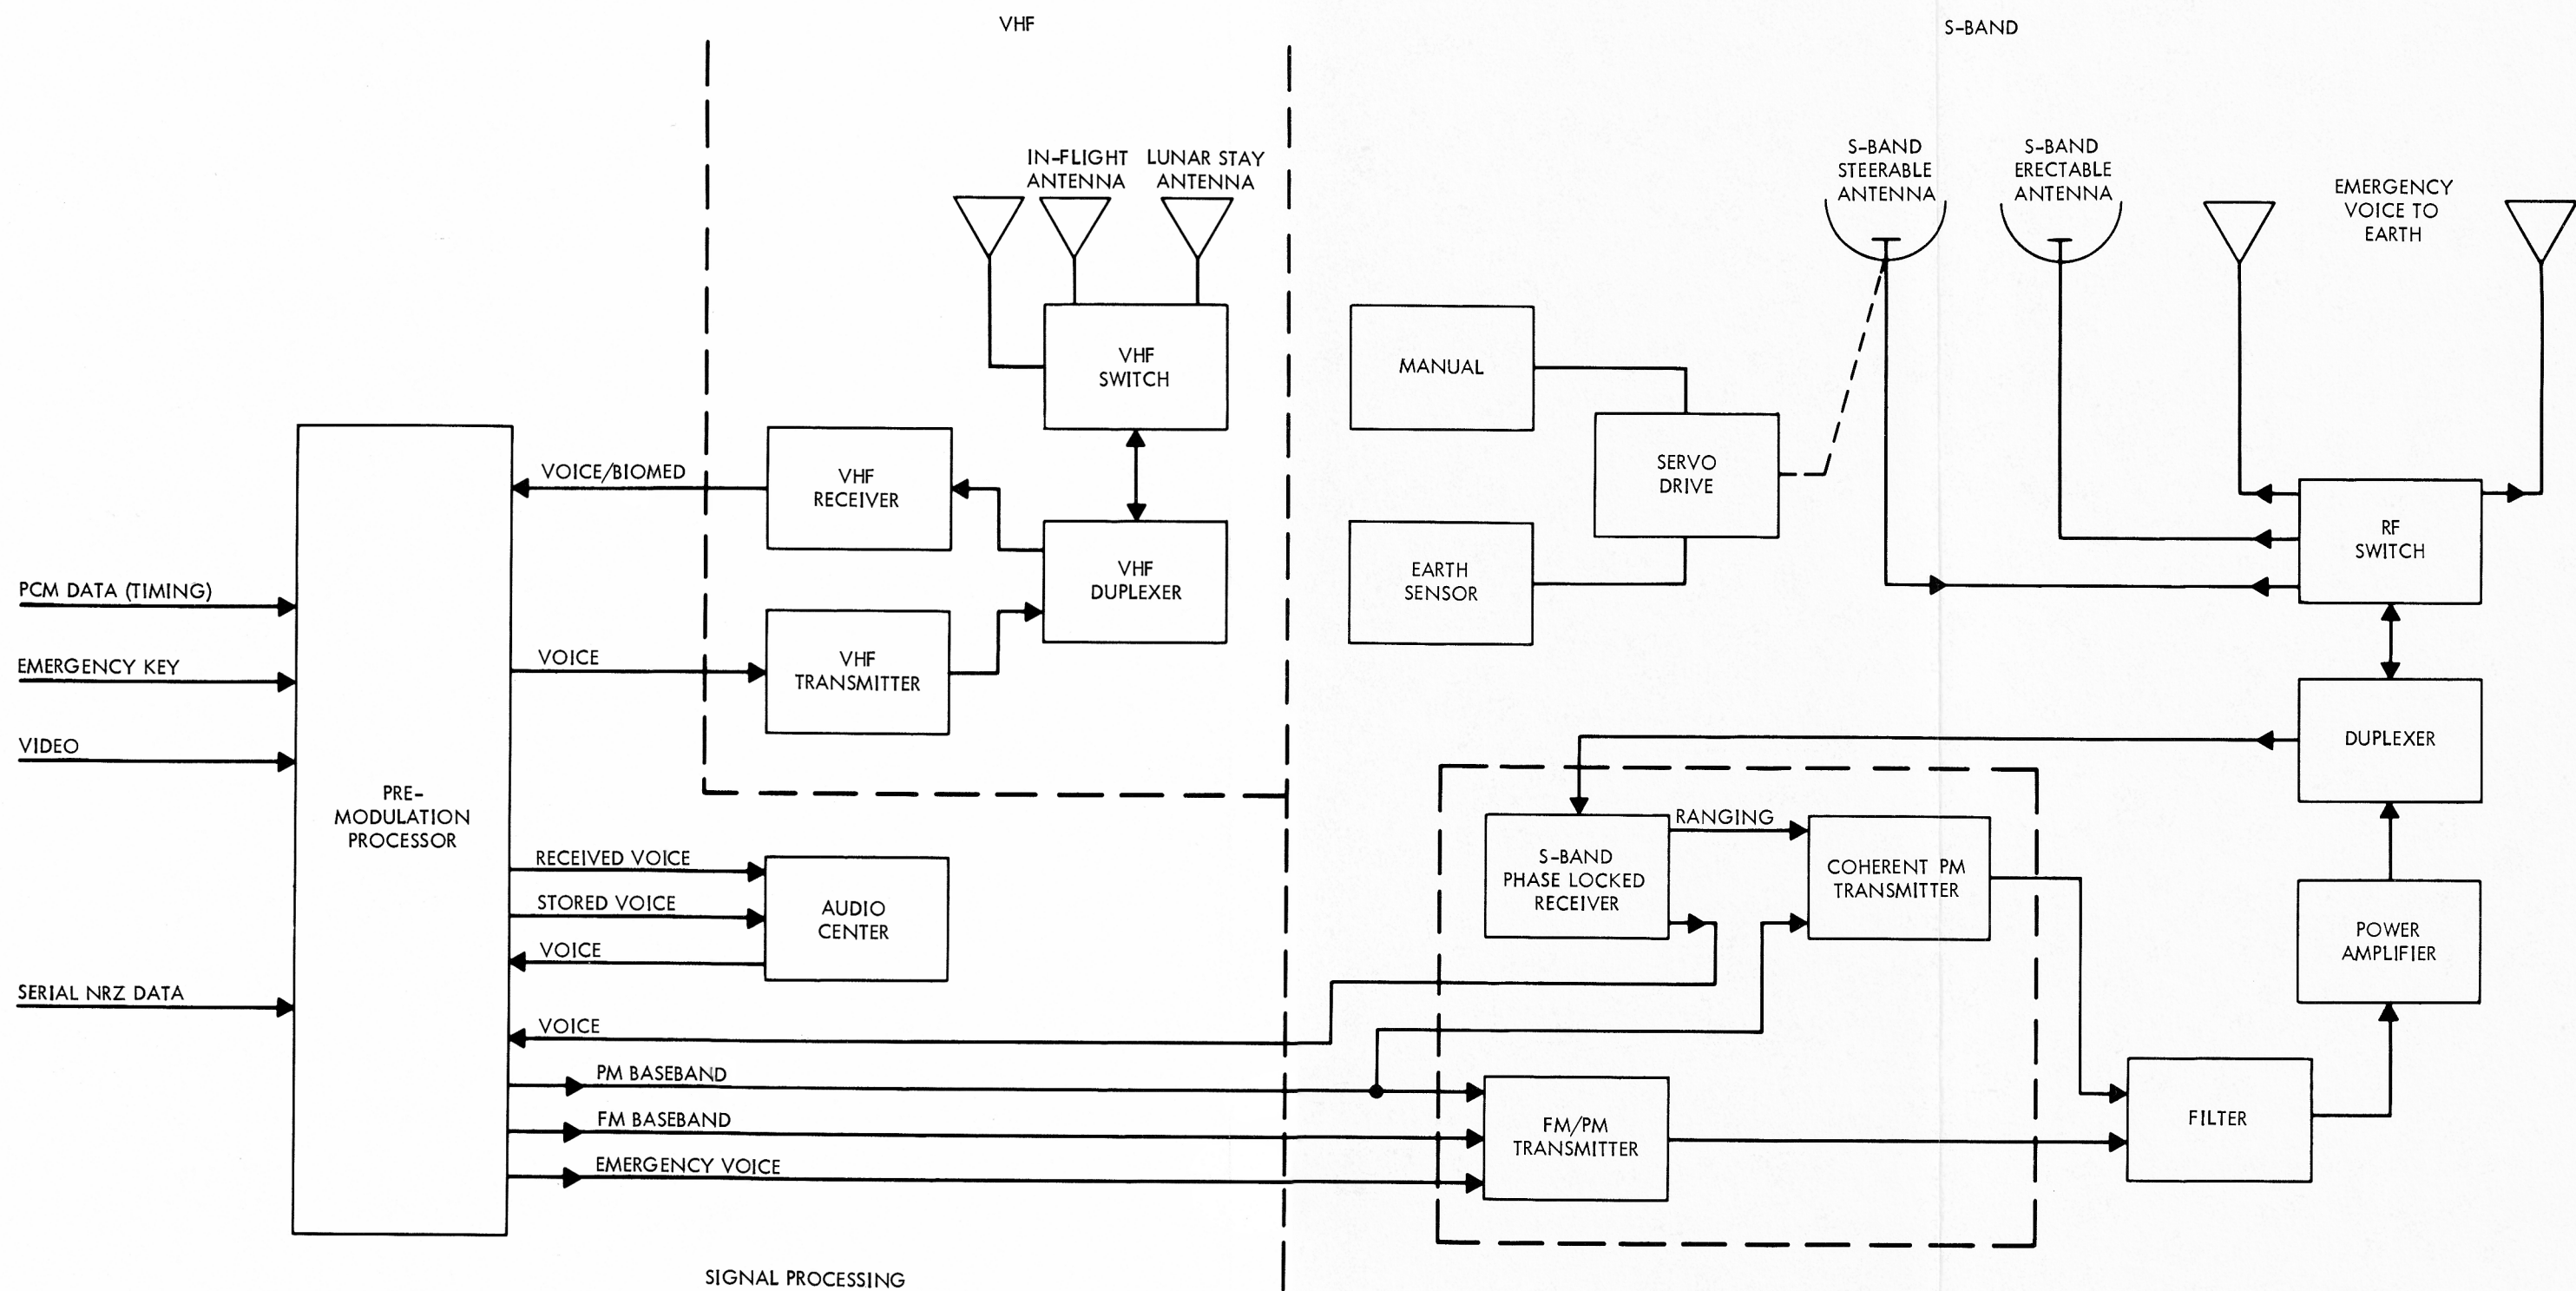 VHF
S-BAND
IN-FLIGHT
ANTENNA
LUNAR STAY
ANTENNA
S-BAND
STEERABLE
ANTENNA
S-BAND
ERECTABLE
ANTENNA
EMERGENCY
VOICE TO
EARTH
VHF
SWITCH
MANUAL
SERVO
DRIVE
RF
SWITCH
VOICE/BIOMED
VHF
RECEIVER
VHF
DUPLEXER
EARTH
SENSOR
PCM DATA (TIMING)
EMERGENCY KEY
VOICE
VHF
TRANSMITTER
VIDEO
DUPLEXER
PRE-
MODULATION
PROCESSOR
RECEIVED VOICE
STORED VOICE
VOICE
AUDIO
CENTER
RANGING
S-BAND
PHASE LOCKED
RECEIVER
COHERENT PM
TRANSMITTER
POWER
AMPLIFIER
SERIAL NRZ DATA
VOICE
PM BASEBAND
FM BASEBAND
EMERGENCY VOICE
FM/PM
TRANSMITTER
FILTER
SIGNAL PROCESSING